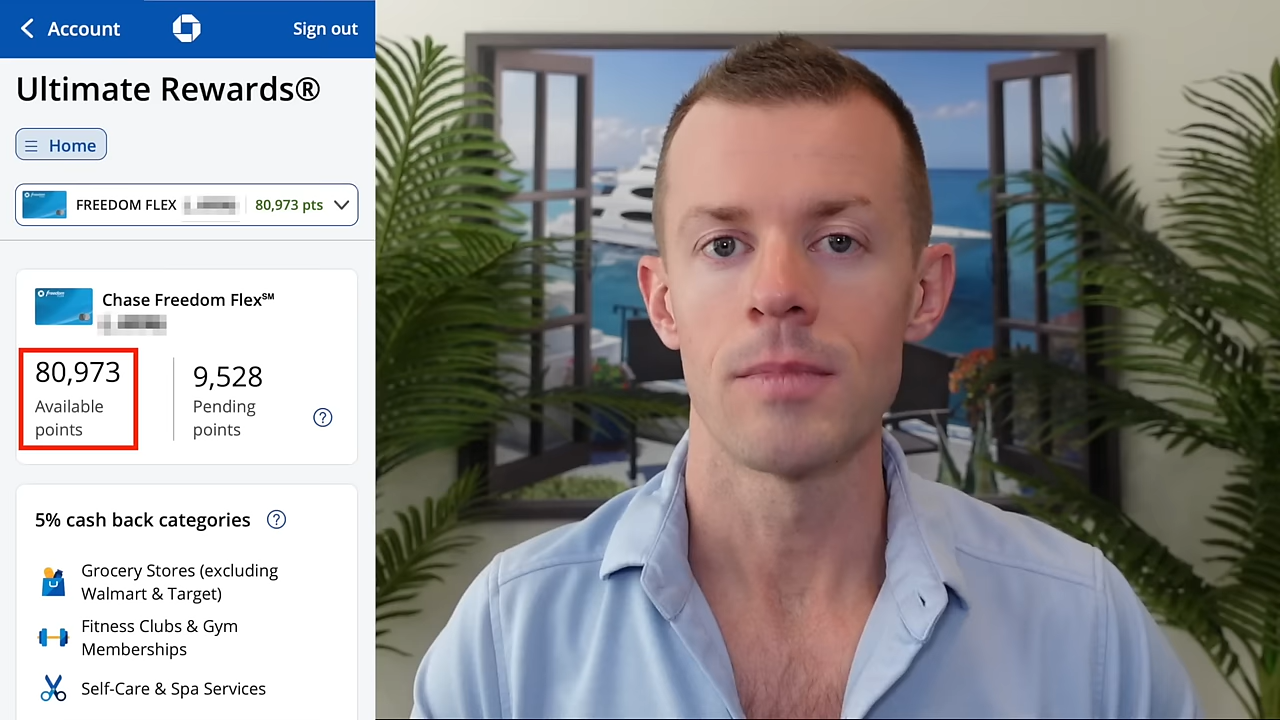 Account
Sign out
Ultimate Rewards®
Home
FREEDOM FLEX
80,973 pts
Chase Freedom Flex℠
80,973
Available
points
9,528
Pending
points
5% cash back categories
Grocery Stores (excluding
Walmart & Target)
Fitness Clubs & Gym
Memberships
Self-Care & Spa Services